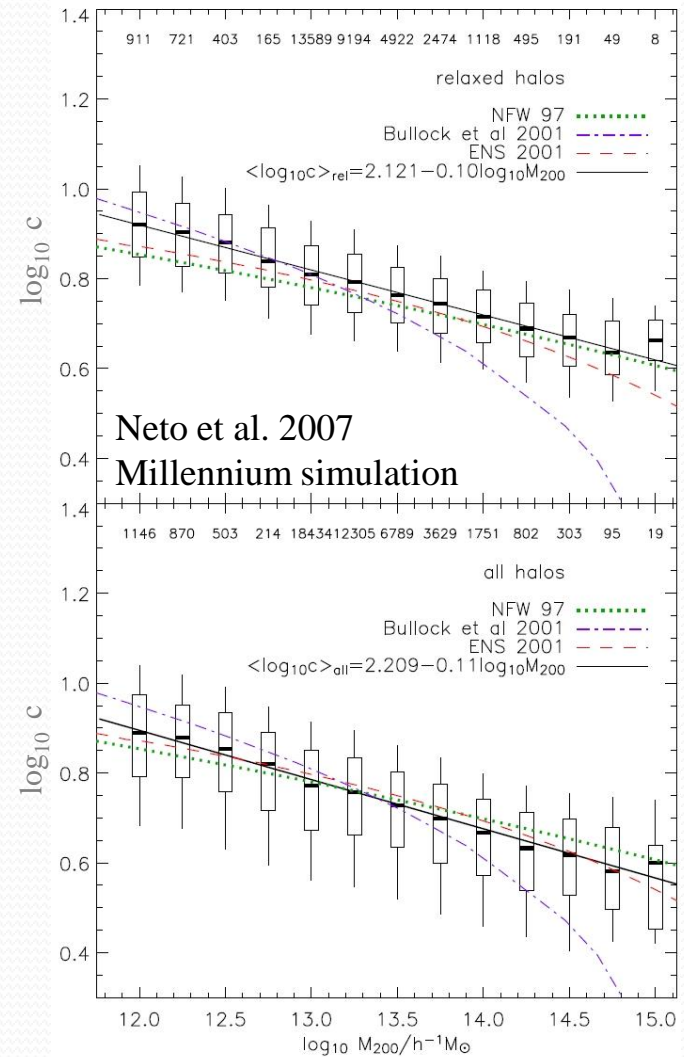 1.4
911 721 403 165 13589 9194 4922 2474 1118 495 191 49 8
relaxed halos
1.2
NFW 97
Bullock et al 2001
ENS 2001
<log₁₀c>rel=2.121−0.10log₁₀M₂₀₀
1.0
log₁₀ c
0.8
0.6
Neto et al. 2007
0.4
Millennium simulation
1.4
1146 870 503 214 18434 12305 6789 3629 1751 802 303 95 19
all halos
1.2
NFW 97
Bullock et al 2001
ENS 2001
<log₁₀c>all=2.209−0.11log₁₀M₂₀₀
1.0
log₁₀ c
0.8
0.6
0.4
12.0 12.5 13.0 13.5 14.0 14.5 15.0
log₁₀ M₂₀₀/h⁻¹M⊙